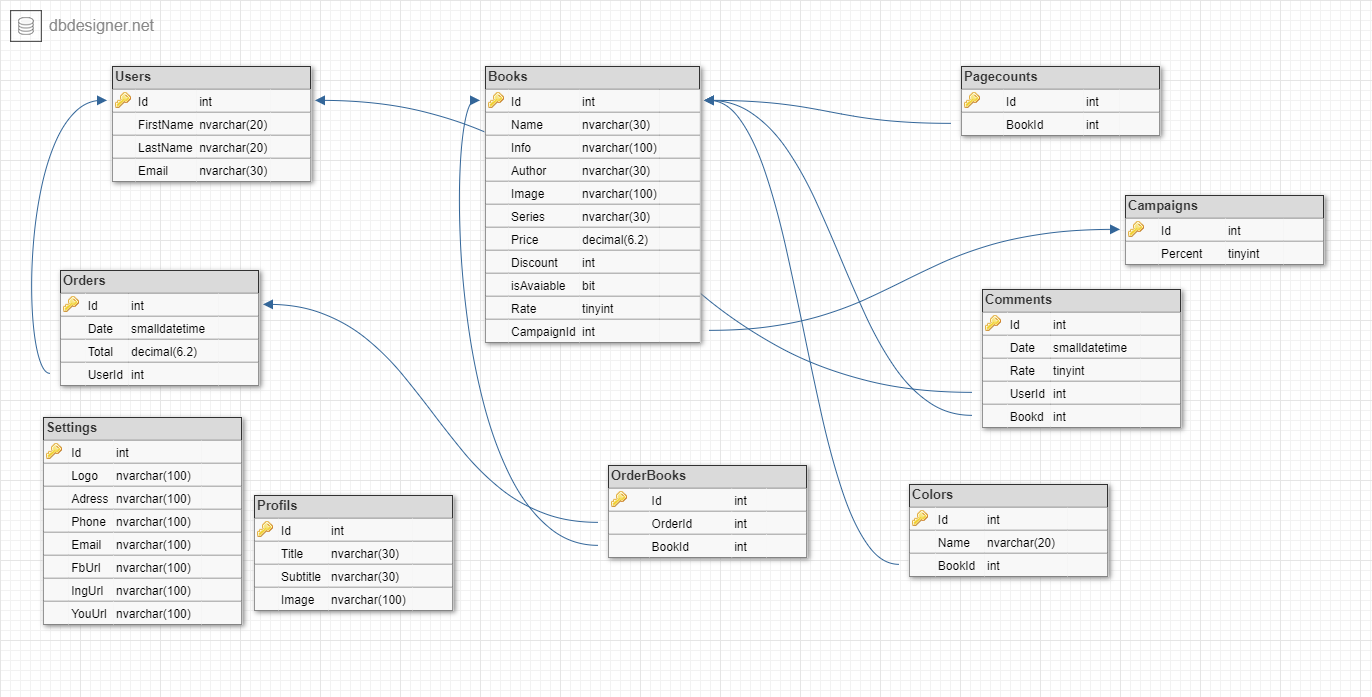 dbdesigner.net
Users
Id int
FirstName nvarchar(20)
LastName nvarchar(20)
Email nvarchar(30)
Books
Id int
Name nvarchar(30)
Info nvarchar(100)
Author nvarchar(30)
Image nvarchar(100)
Series nvarchar(30)
Price decimal(6.2)
Discount int
isAvaiable bit
Rate tinyint
CampaignId int
Pagecounts
Id int
BookId int
Campaigns
Id int
Percent tinyint
Orders
Id int
Date smalldatetime
Total decimal(6.2)
UserId int
Comments
Id int
Date smalldatetime
Rate tinyint
UserId int
Bookd int
Settings
Id int
Logo nvarchar(100)
Adress nvarchar(100)
Phone nvarchar(100)
Email nvarchar(100)
FbUrl nvarchar(100)
IngUrl nvarchar(100)
YouUrl nvarchar(100)
Profils
Id int
Title nvarchar(30)
Subtitle nvarchar(30)
Image nvarchar(100)
OrderBooks
Id int
OrderId int
BookId int
Colors
Id int
Name nvarchar(20)
BookId int